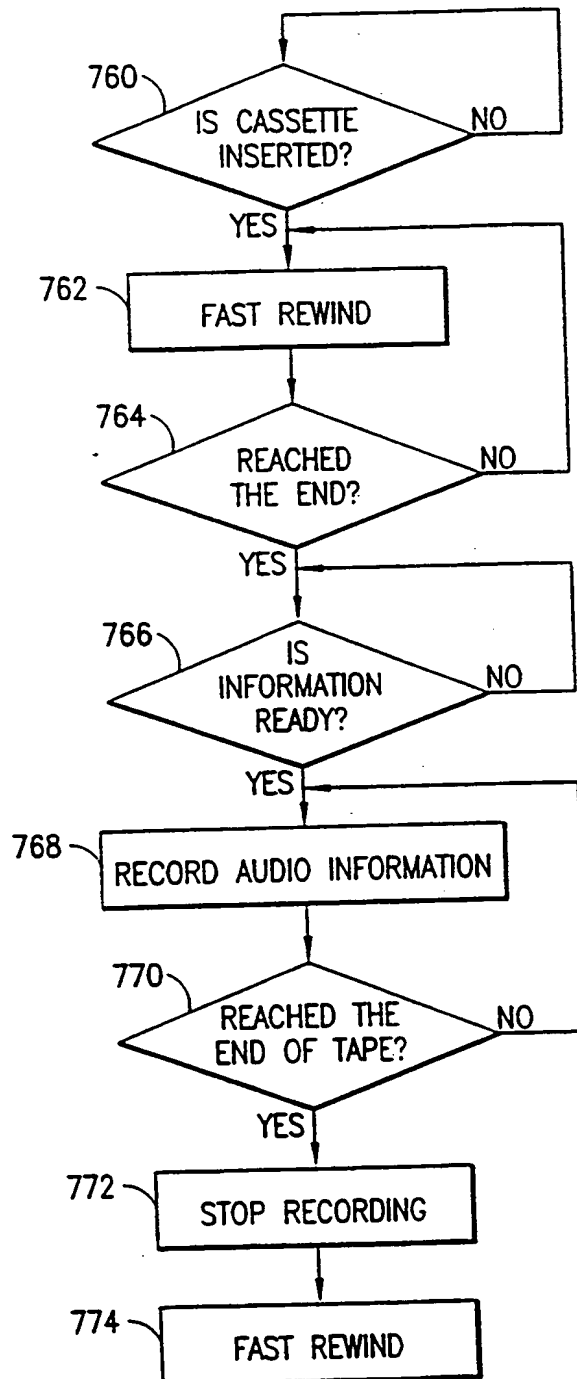 760
IS CASSETTE
INSERTED?
NO
YES
762
FAST REWIND
764
REACHED
THE END?
NO
YES
766
IS
INFORMATION
READY?
NO
YES
768
RECORD AUDIO INFORMATION
770
REACHED THE
END OF TAPE?
NO
YES
772
STOP RECORDING
774
FAST REWIND